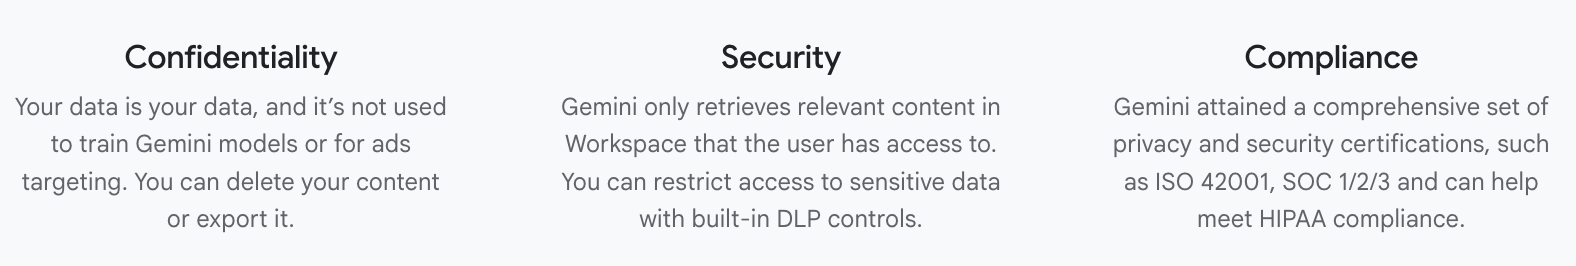 Confidentiality
Your data is your data, and it’s not used
to train Gemini models or for ads
targeting. You can delete your content
or export it.
Security
Gemini only retrieves relevant content in
Workspace that the user has access to.
You can restrict access to sensitive data
with built-in DLP controls.
Compliance
Gemini attained a comprehensive set of
privacy and security certifications, such
as ISO 42001, SOC 1/2/3 and can help
meet HIPAA compliance.